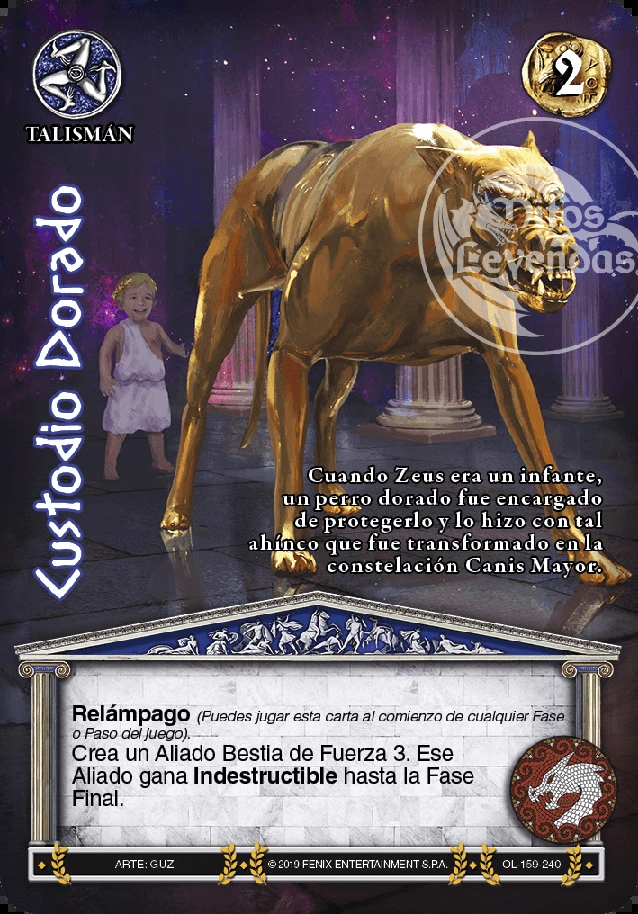 2
TALISMÁN
Custodio Dorado
Mitos
Leyendas
Cuando Zeus era un infante,
un perro dorado fue encargado
de protegerlo y lo hizo con tal
ahínco que fue transformado en la
constelación Canis Mayor.
Relámpago (Puedes jugar esta carta al comienzo de cualquier Fase
o Paso del juego).
Crea un Aliado Bestia de Fuerza 3. Ese
Aliado gana Indestructible hasta la Fase
Final.
ARTE: GUZ
© 2019 FENIX ENTERTAINMENT S.P.A.
OL-159-240